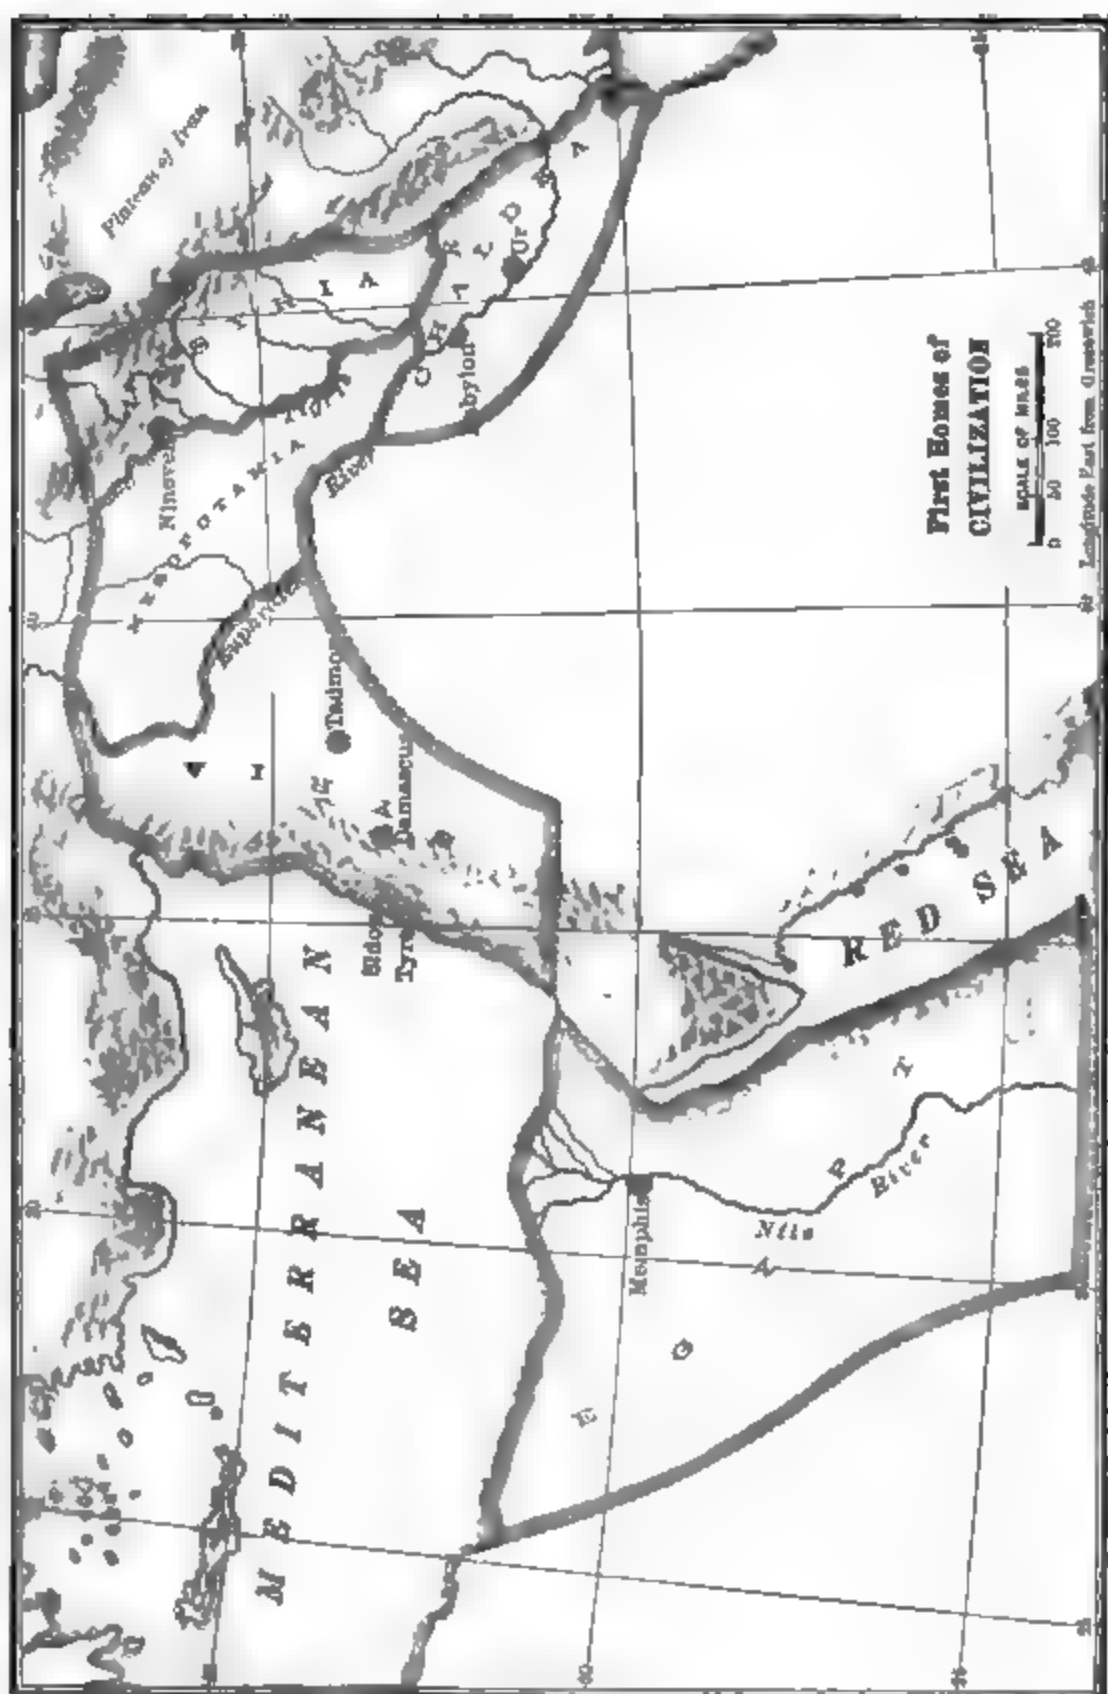 Plateau of Iran
Nineveh
Tigris
MESOPOTAMIA
Euphrates
River
Babylon
Ur
CHALDEA
Tadmor
Damascus
Sidon
Tyre
MEDITERRANEAN
SEA
RED SEA
Memphis
Nile
River
EGYPT
First Homes of
CIVILIZATION
SCALE OF MILES
0 50 100 200
Longitude East from Greenwich